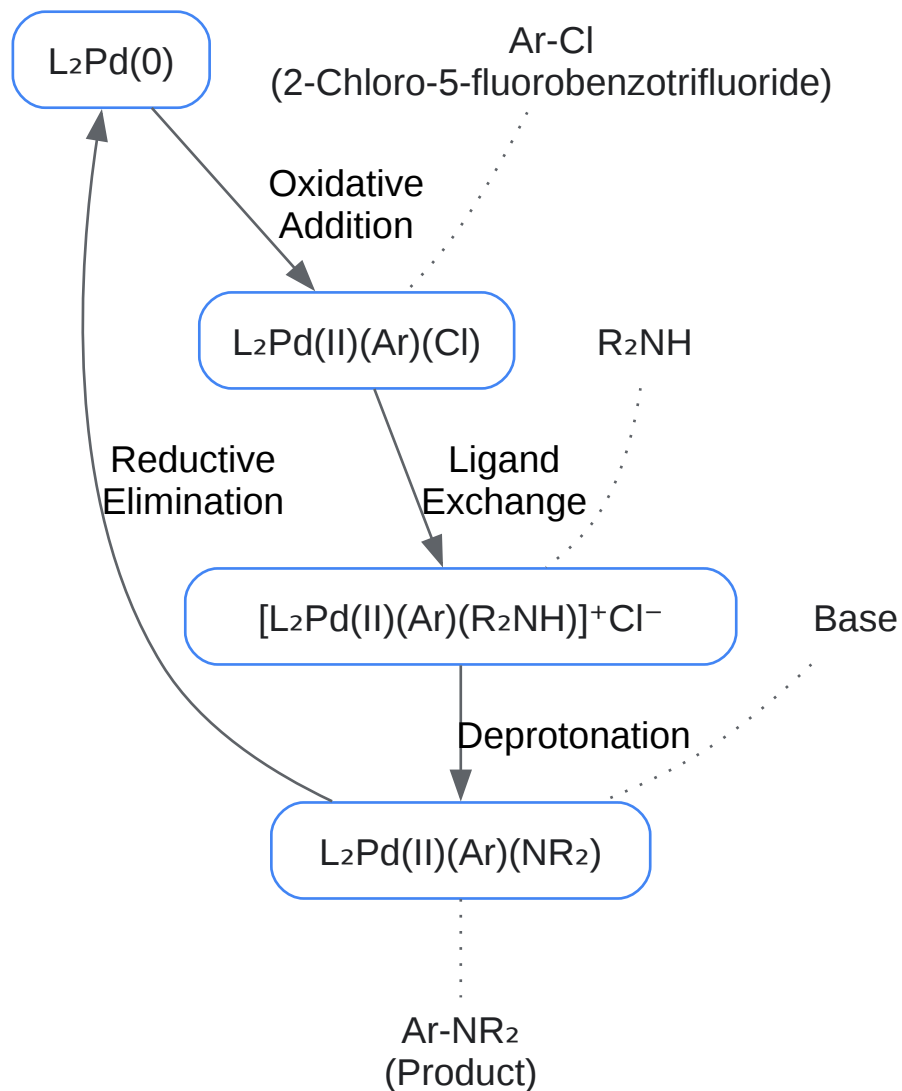 L₂Pd(0)
Ar-Cl
(2-Chloro-5-fluorobenzotrifluoride)
Oxidative
Addition
L₂Pd(II)(Ar)(Cl)
R₂NH
Reductive
Elimination
Ligand
Exchange
[L₂Pd(II)(Ar)(R₂NH)]⁺Cl⁻
Base
Deprotonation
L₂Pd(II)(Ar)(NR₂)
Ar-NR₂
(Product)